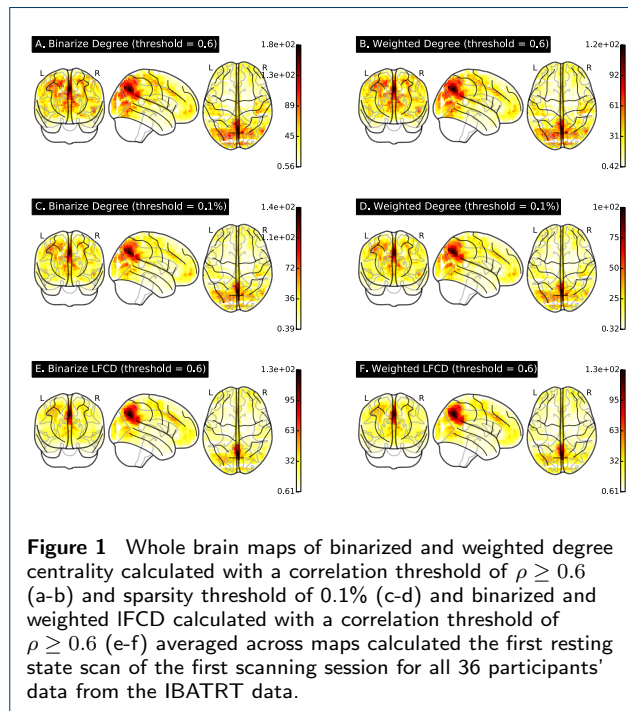 A. Binarize Degree (threshold = 0.6)
L R
1.8e+02
1.3e+02
89
45
0.56
B. Weighted Degree (threshold = 0.6)
L R
1.2e+02
92
61
31
0.42
C. Binarize Degree (threshold = 0.1%)
L R
1.4e+02
1.1e+02
72
36
0.39
D. Weighted Degree (threshold = 0.1%)
L R
1e+02
75
50
25
0.32
E. Binarize LFCD (threshold = 0.6)
L R
1.3e+02
95
63
32
0.61
F. Weighted LFCD (threshold = 0.6)
L R
1.3e+02
95
63
32
0.61
Figure 1 Whole brain maps of binarized and weighted degree
centrality calculated with a correlation threshold of ρ ≥ 0.6
(a-b) and sparsity threshold of 0.1% (c-d) and binarized and
weighted lFCD calculated with a correlation threshold of
ρ ≥ 0.6 (e-f) averaged across maps calculated the first resting
state scan of the first scanning session for all 36 participants'
data from the IBATRT data.